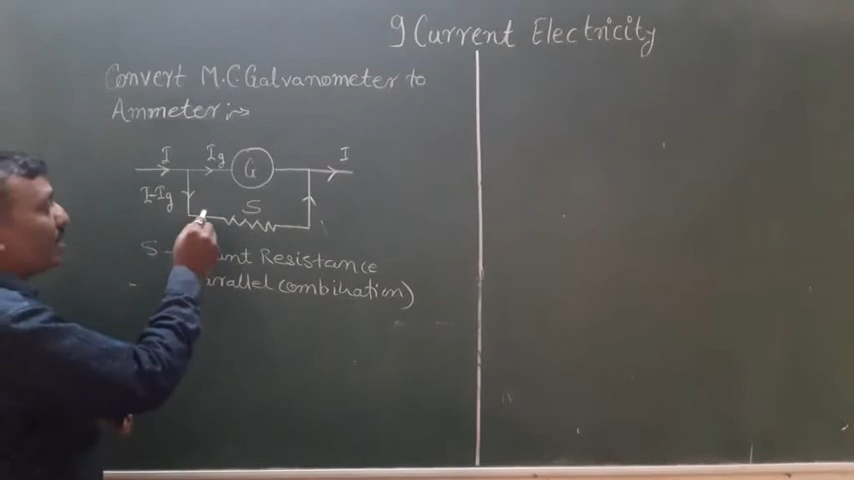 9 Current Electricity
Convert M.C Galvanometer to
Ammeter :→
I
Ig
G
I
I-Ig
S
S - Resistance
combination)